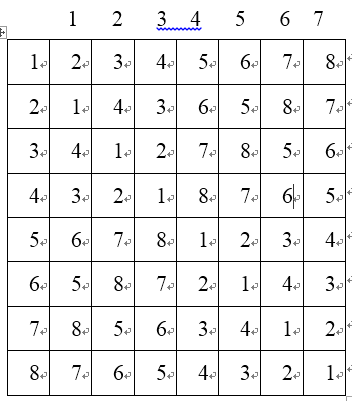 1 2 3 4 5 6 7
1 2 3 4 5 6 7 8
2 1 4 3 6 5 8 7
3 4 1 2 7 8 5 6
4 3 2 1 8 7 6 5
5 6 7 8 1 2 3 4
6 5 8 7 2 1 4 3
7 8 5 6 3 4 1 2
8 7 6 5 4 3 2 1